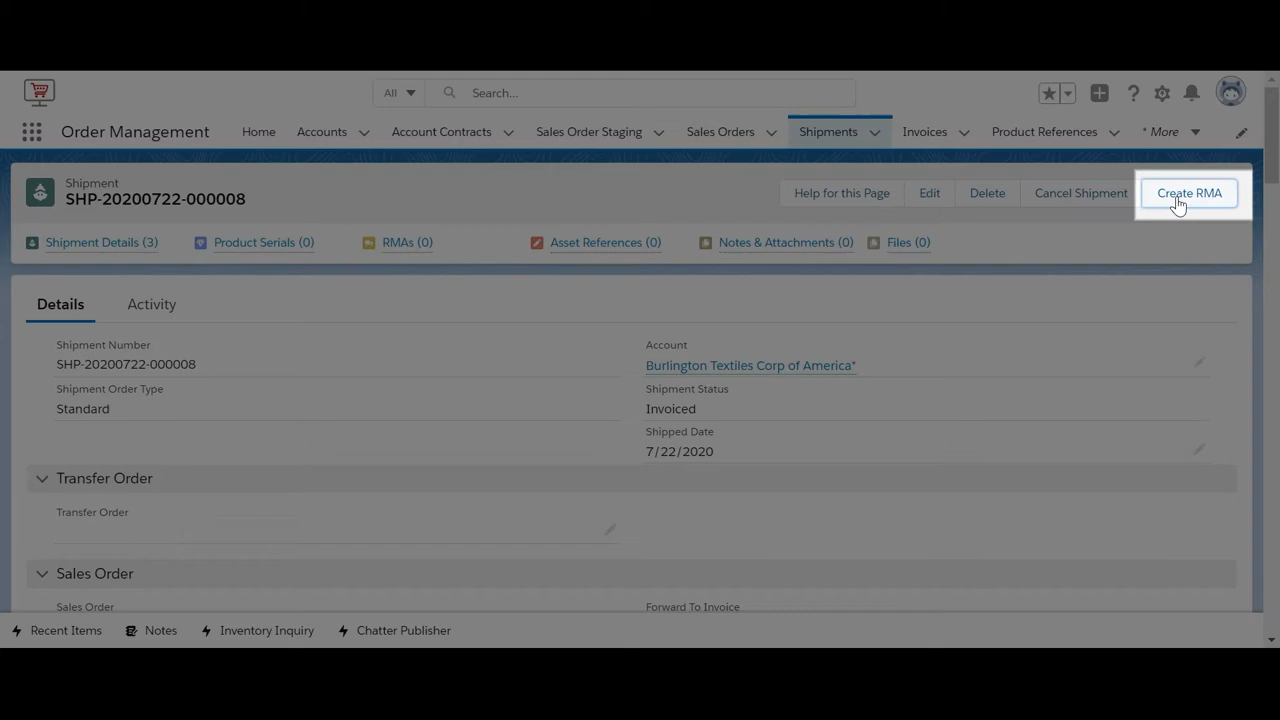 All Search...
Order Management Home Accounts Account Contracts Sales Order Staging Sales Orders Shipments Invoices Product References * More
Shipment
SHP-20200722-000008
Help for this Page Edit Delete Cancel Shipment Create RMA
Shipment Details (3) Product Serials (0) RMAs (0) Asset References (0) Notes & Attachments (0) Files (0)
Details Activity
Shipment Number Account
SHP-20200722-000008 Burlington Textiles Corp of America*
Shipment Order Type Shipment Status
Standard Invoiced
Shipped Date
7/22/2020
Transfer Order
Transfer Order
Sales Order
Sales Order Forward To Invoice
Recent Items Notes Inventory Inquiry Chatter Publisher